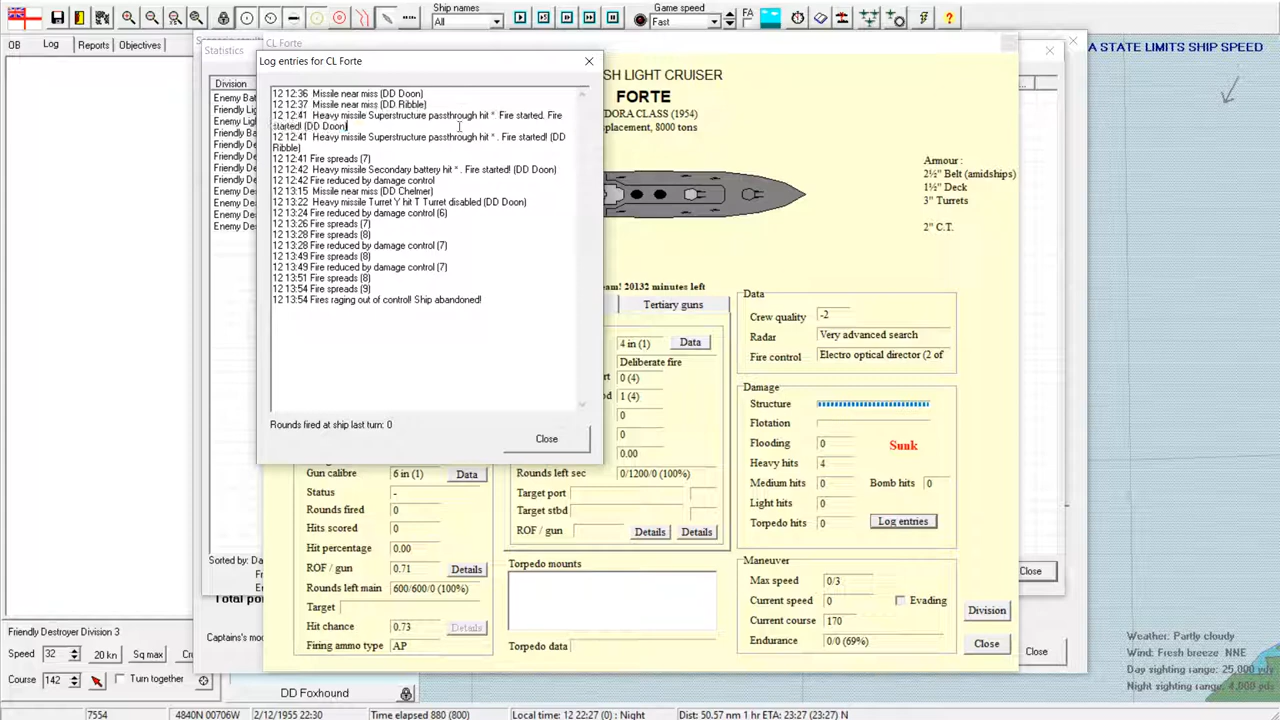 Ship names
All
Game speed
Fast
FA
OB
Log
Reports
Objectives
Statistics
CL Forte
A STATE LIMITS SHIP SPEED
Division
Enemy Ba
Friendly
Enemy
Friendly Ba
Friendly De
Friendly De
Friendly De
Friendly De
Enemy De
Enemy De
Enemy De
Log entries for CL Forte
12 12:36 Missile near miss (DD Doon)
12 12:37 Missile near miss (DD Ribble)
12 12:41 Heavy missile Superstructure passthrough hit * Fire started. Fire
started! (DD Doon)
12 12:41 Heavy missile Superstructure passthrough hit * . Fire started! (DD
Ribble)
12 12:41 Fire spreads (7)
12 12:42 Heavy missile Secondary battery hit * . Fire started! (DD Doon)
12 12:42 Fire reduced by damage control
12 13:15 Missile near miss (DD Chelmer)
12 13:22 Heavy missile Turret Y hit T Turret disabled (DD Doon)
12 13:24 Fire reduced by damage control (6)
12 13:26 Fire spreads (7)
12 13:28 Fire spreads (8)
12 13:28 Fire reduced by damage control (7)
12 13:49 Fire spreads (8)
12 13:49 Fire reduced by damage control (7)
12 13:51 Fire spreads (8)
12 13:54 Fire spreads (9)
12 13:54 Fires raging out of control! Ship abandoned!
Rounds fired at ship last turn: 0
Close
SH LIGHT CRUISER
FORTE
DORA CLASS (1954)
placement, 8000 tons
Armour :
2½" Belt (amidships)
1½" Deck
3" Turrets
2" C.T.
team! 20132 minutes left
Tertiary guns
4 in (1)
Data
Deliberate fire
rt
0 (4)
1 (4)
0
0
0.00
Rounds left sec
0/1200/0 (100%)
Target port
Target stbd
ROF / gun
Details
Details
Gun calibre
6 in (1)
Data
Status
-
Rounds fired
0
Hits scored
0
Hit percentage
0.00
ROF / gun
0.71
Details
Rounds left main
600/600/0 (100%)
Target
Hit chance
0.73
Details
Firing ammo type
AP
Torpedo mounts
Torpedo data
Data
Crew quality
-2
Radar
Very advanced search
Fire control
Electro optical director (2 of
Damage
Structure
Flotation
Flooding
0
Sunk
Heavy hits
4
Medium hits
0
Bomb hits
0
Light hits
0
Torpedo hits
0
Log entries
Maneuver
Max speed
0/3
Current speed
0
Evading
Current course
170
Endurance
0/0 (69%)
Division
Close
Close
Close
Sorted by: Da
Total po
Captain's mo
Friendly Destroyer Division 3
Speed
32
20 kn
Sq max
Cru
Course
142
Turn together
DD Foxhound
Weather: Partly cloudy
Wind: Fresh breeze NNE
Day sighting range: 25,000 yds
Night sighting range: 4,000 yds
7554
4840N 00706W
2/12/1955 22:30
Time elapsed 880 (800)
Local time: 12 22:27 (0) : Night
Dist: 50.57 nm 1 hr ETA: 23:27 (23:27) N